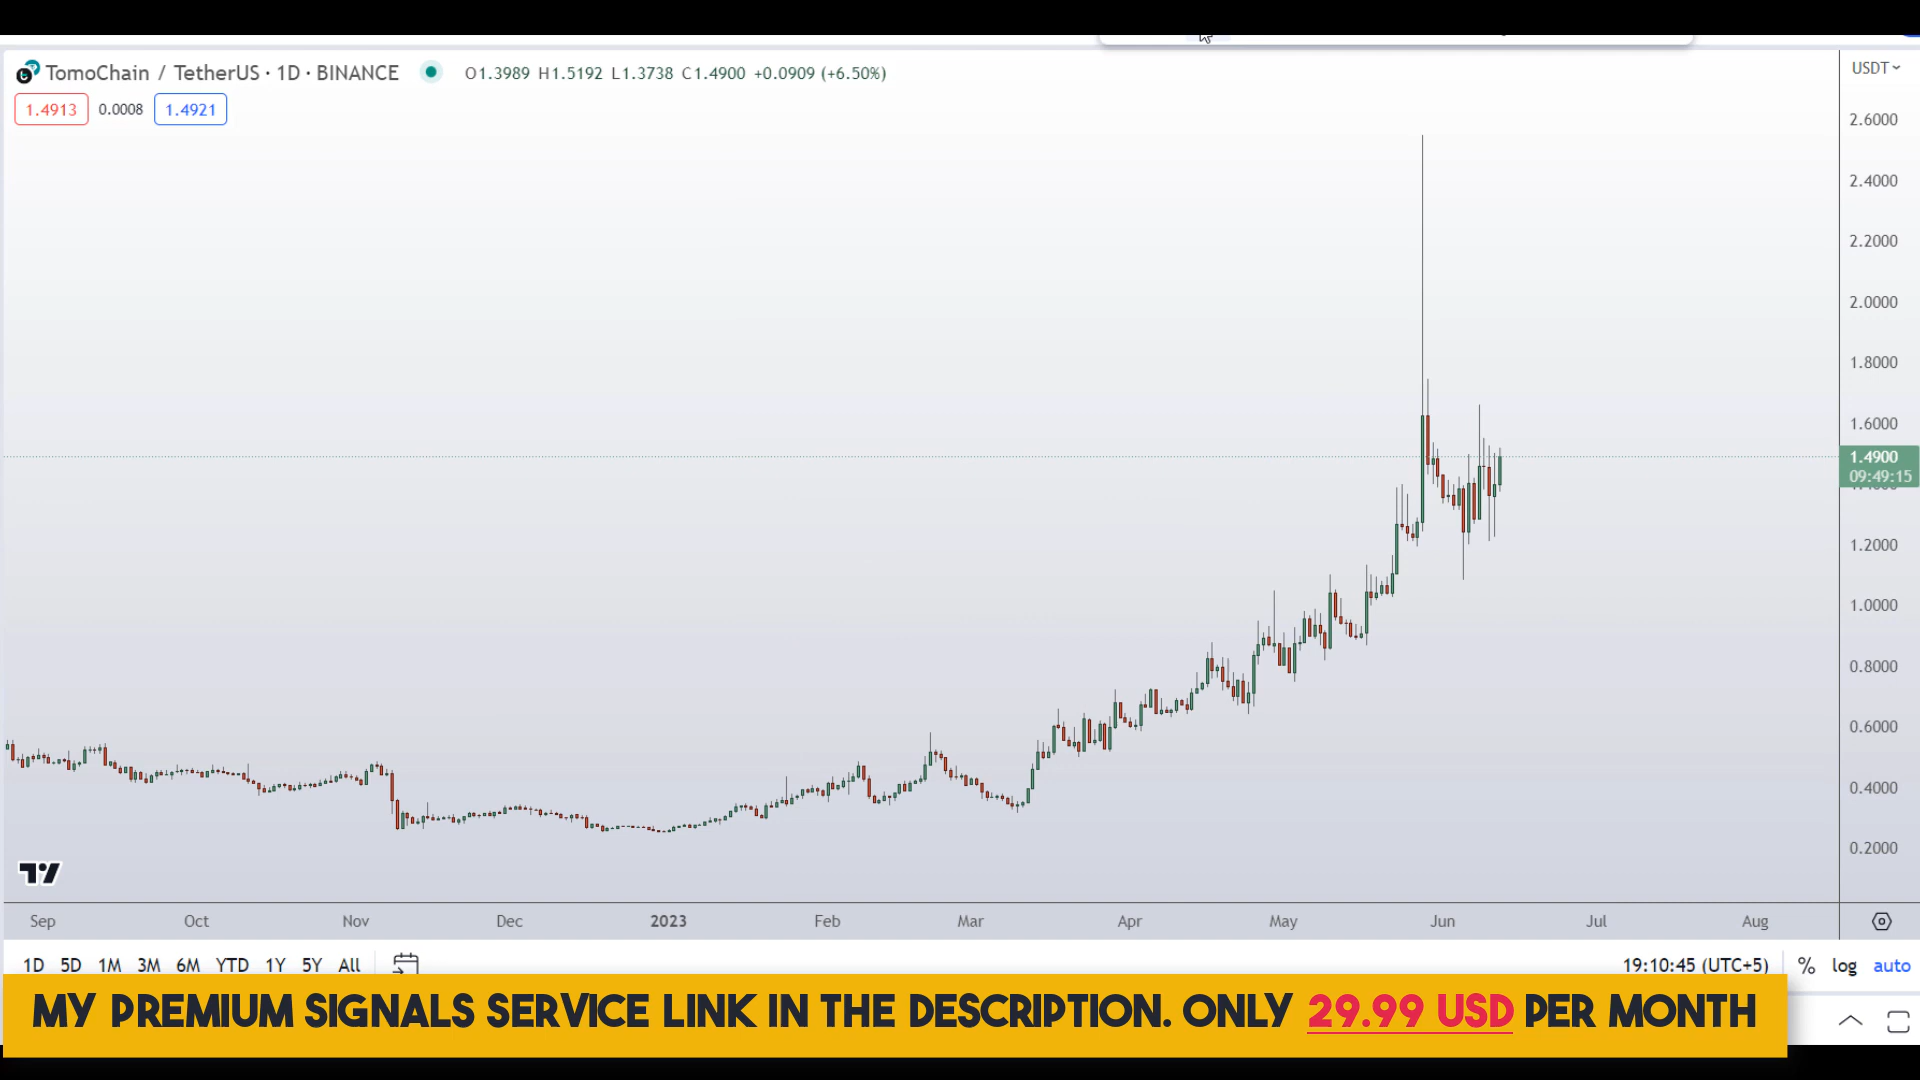 TomoChain / TetherUS · 1D · BINANCE O1.3989 H1.5192 L1.3738 C1.4900 +0.0909 (+6.50%)
USDT
1.4913 0.0008 1.4921
2.6000
2.4000
2.2000
2.0000
1.8000
1.6000
1.4900
09:49:15
1.2000
1.0000
0.8000
0.6000
0.4000
0.2000
Sep Oct Nov Dec 2023 Feb Mar Apr May Jun Jul Aug
1D 5D 1M 3M 6M YTD 1Y 5Y All 19:10:45 (UTC+5) % log auto
MY PREMIUM SIGNALS SERVICE LINK IN THE DESCRIPTION. ONLY 29.99 USD PER MONTH